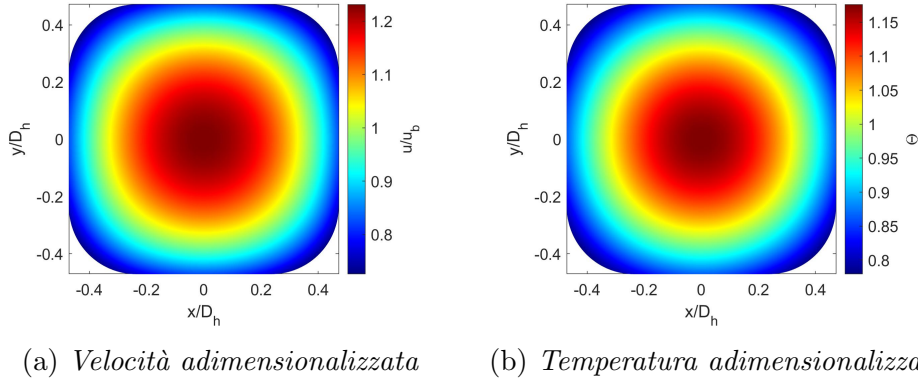 0.4
0.2
0
-0.2
-0.4
y/D_h
-0.4 -0.2 0 0.2 0.4
x/D_h
1.2
1.1
1
0.9
0.8
u/u_b
0.4
0.2
0
-0.2
-0.4
y/D_h
-0.4 -0.2 0 0.2 0.4
x/D_h
1.15
1.1
1.05
1
0.95
0.9
0.85
0.8
Θ
(a) Velocità adimensionalizzata (b) Temperatura adimensionalizza